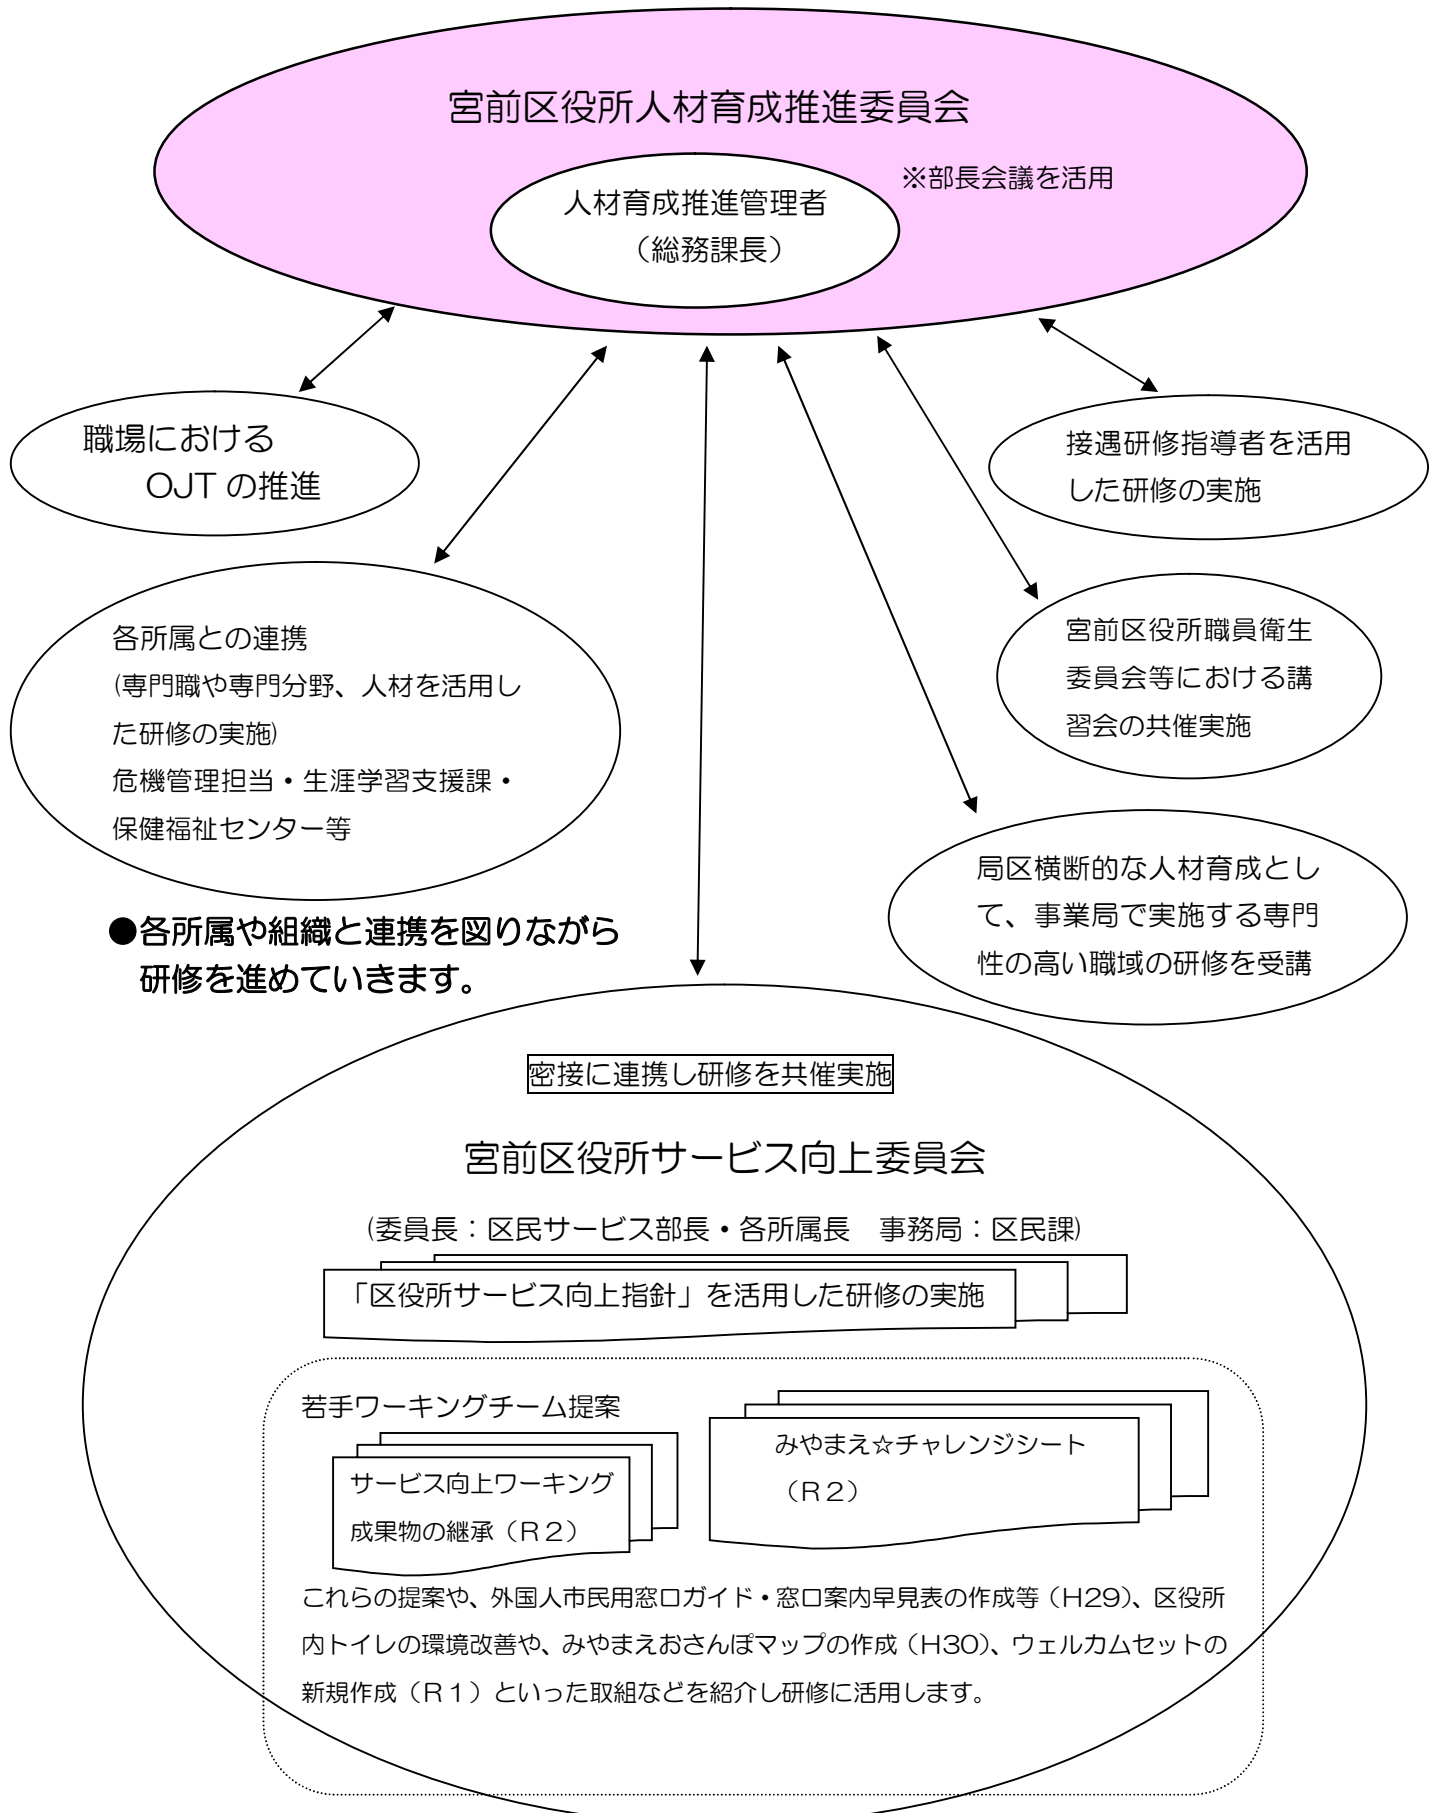 宮前区役所人材育成推進委員会
※部長会議を活用
人材育成推進管理者
（総務課長）
職場における
OJT の推進
接遇研修指導者を活用
した研修の実施
各所属との連携
(専門職や専門分野、人材を活用し
た研修の実施)
危機管理担当・生涯学習支援課・
保健福祉センター等
宮前区役所職員衛生
委員会等における講
習会の共催実施
局区横断的な人材育成とし
て、事業局で実施する専門
性の高い職域の研修を受講
●各所属や組織と連携を図りながら
研修を進めていきます。
密接に連携し研修を共催実施
宮前区役所サービス向上委員会
(委員長：区民サービス部長・各所属長　事務局：区民課)
「区役所サービス向上指針」を活用した研修の実施
若手ワーキングチーム提案
サービス向上ワーキング
成果物の継承（R２）
みやまえ☆チャレンジシート
（R２）
これらの提案や、外国人市民用窓口ガイド・窓口案内早見表の作成等（H29）、区役所
内トイレの環境改善や、みやまえおさんぽマップの作成（H30）、ウェルカムセットの
新規作成（R１）といった取組などを紹介し研修に活用します。